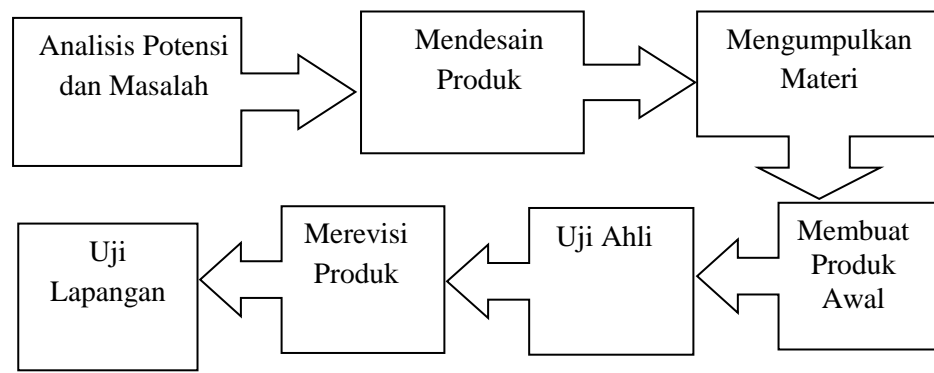 Analisis Potensi
dan Masalah
Mendesain
Produk
Mengumpulkan
Materi
Membuat
Produk
Awal
Uji Ahli
Merevisi
Produk
Uji
Lapangan